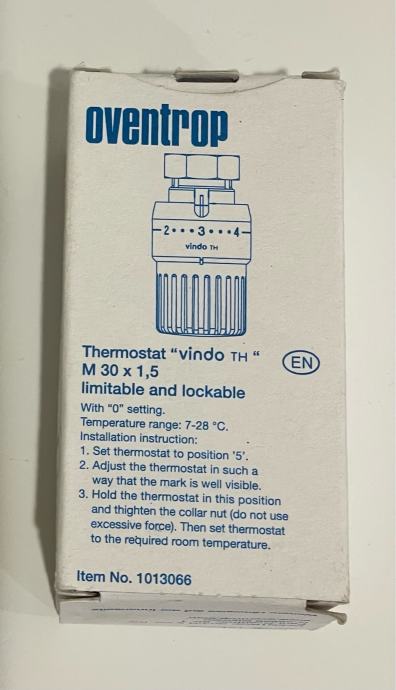 oventrop
2•••3•••4
vindo TH
Thermostat "vindo TH "
EN
M 30 x 1,5
limitable and lockable
With "0" setting.
Temperature range: 7-28 °C.
Installation instruction:
1. Set thermostat to position '5'.
2. Adjust the thermostat in such a
way that the mark is well visible.
3. Hold the thermostat in this position
and thighten the collar nut (do not use
excessive force). Then set thermostat
to the required room temperature.
Item No. 1013066